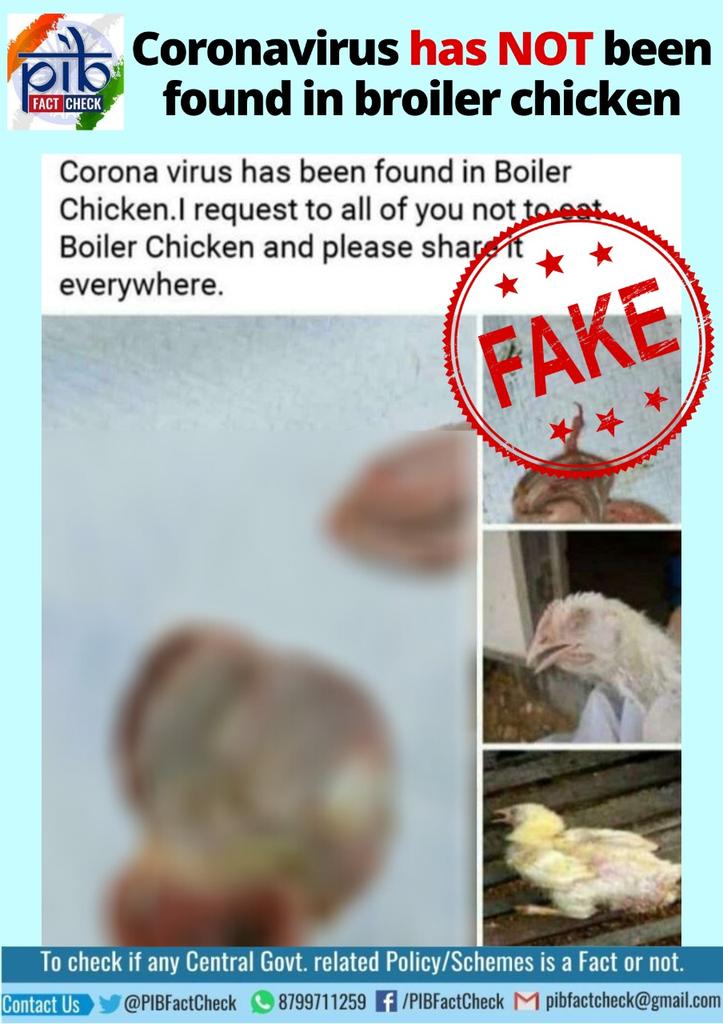 pib
FACT CHECK
Coronavirus has NOT been
found in broiler chicken
Corona virus has been found in Boiler
Chicken.I request to all of you not to eat
Boiler Chicken and please share it
everywhere.
FAKE
To check if any Central Govt. related Policy/Schemes is a Fact or not.
Contact Us @PIBFactCheck 8799711259 /PIBFactCheck pibfactcheck@gmail.com